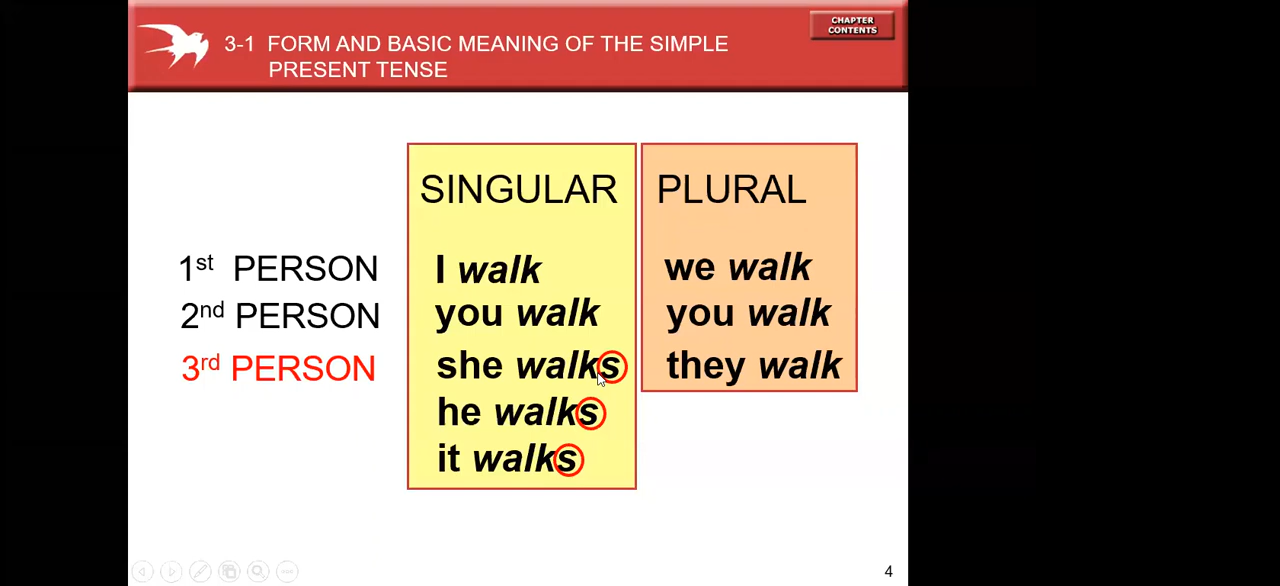 3-1 FORM AND BASIC MEANING OF THE SIMPLE
PRESENT TENSE
CHAPTER
CONTENTS
SINGULAR PLURAL
1st PERSON I walk we walk
2nd PERSON you walk you walk
3rd PERSON she walks they walk
he walks
it walks
4